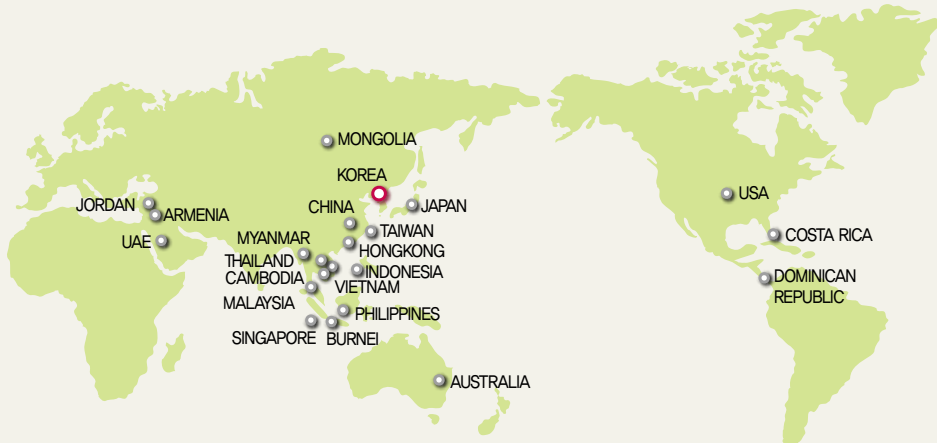 MONGOLIA
KOREA
JORDAN
ARMENIA
CHINA
JAPAN
USA
UAE
MYANMAR
TAIWAN
COSTA RICA
HONGKONG
THAILAND
INDONESIA
CAMBODIA
VIETNAM
DOMINICAN
REPUBLIC
MALAYSIA
PHILIPPINES
SINGAPORE
BURNEI
AUSTRALIA